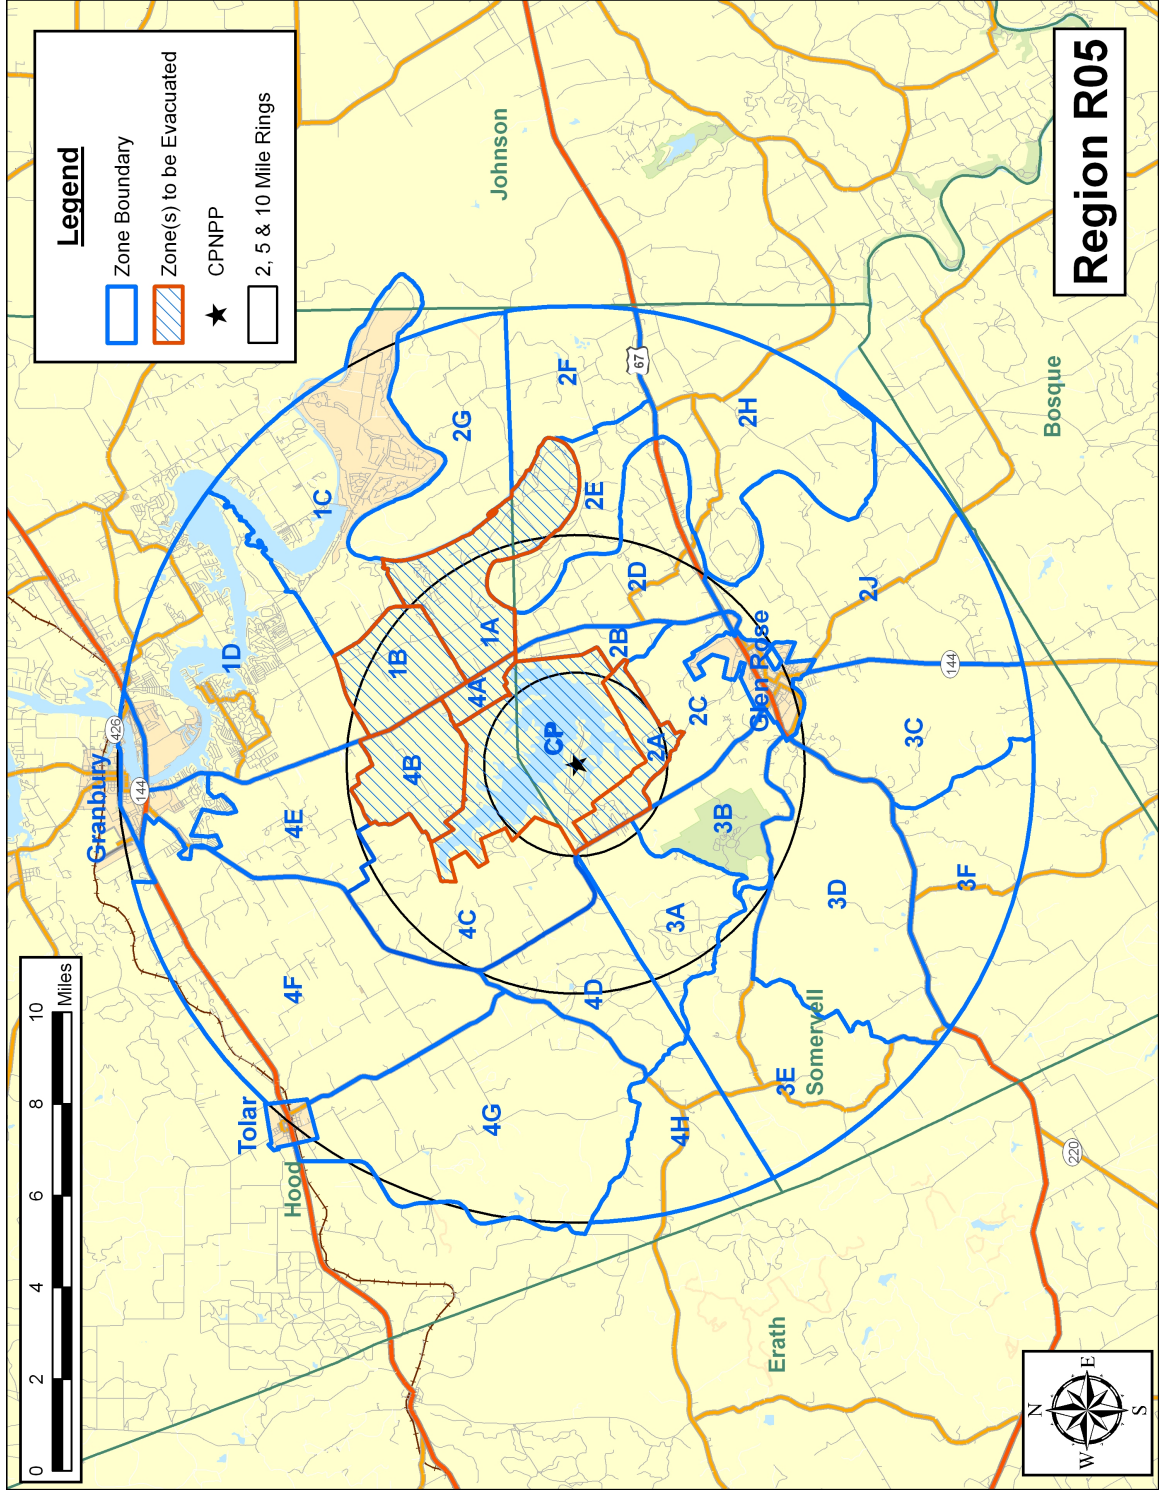 Legend
Zone Boundary
Zone(s) to be Evacuated
CPNPP
2, 5 & 10 Mile Rings
Region R05
0 2 4 6 8 10
Miles
Granbury
426
144
Tolar
Hood
Johnson
1D
1C
4E
4F
2G
2F
67
1B
1A
4A
4B
4C
2E
2D
2B
CP
2A
2C
Glen Rose
2H
2J
Bosque
3B
3A
4D
4G
4H
3E
Somervell
3D
3C
3F
144
220
Erath
N
E
S
W